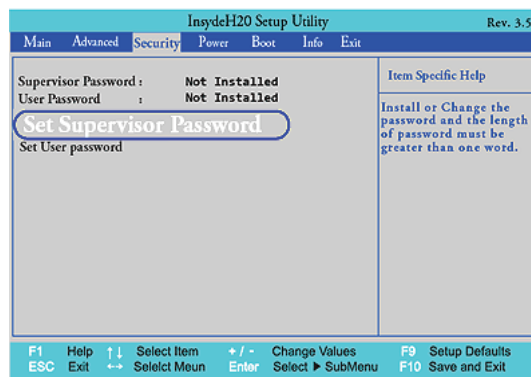 InsydeH20 Setup Utility Rev. 3.5
Main Advanced Security Power Boot Info Exit
Supervisor Password : Not Installed
User Password : Not Installed
Set Supervisor Password
Set User password
Item Specific Help
Install or Change the
password and the length
of password must be
greater than one word.
F1 Help ↑↓ Select Item +/- Change Values F9 Setup Defaults
ESC Exit ↔ Selelct Meun Enter Select ▶ SubMenu F10 Save and Exit